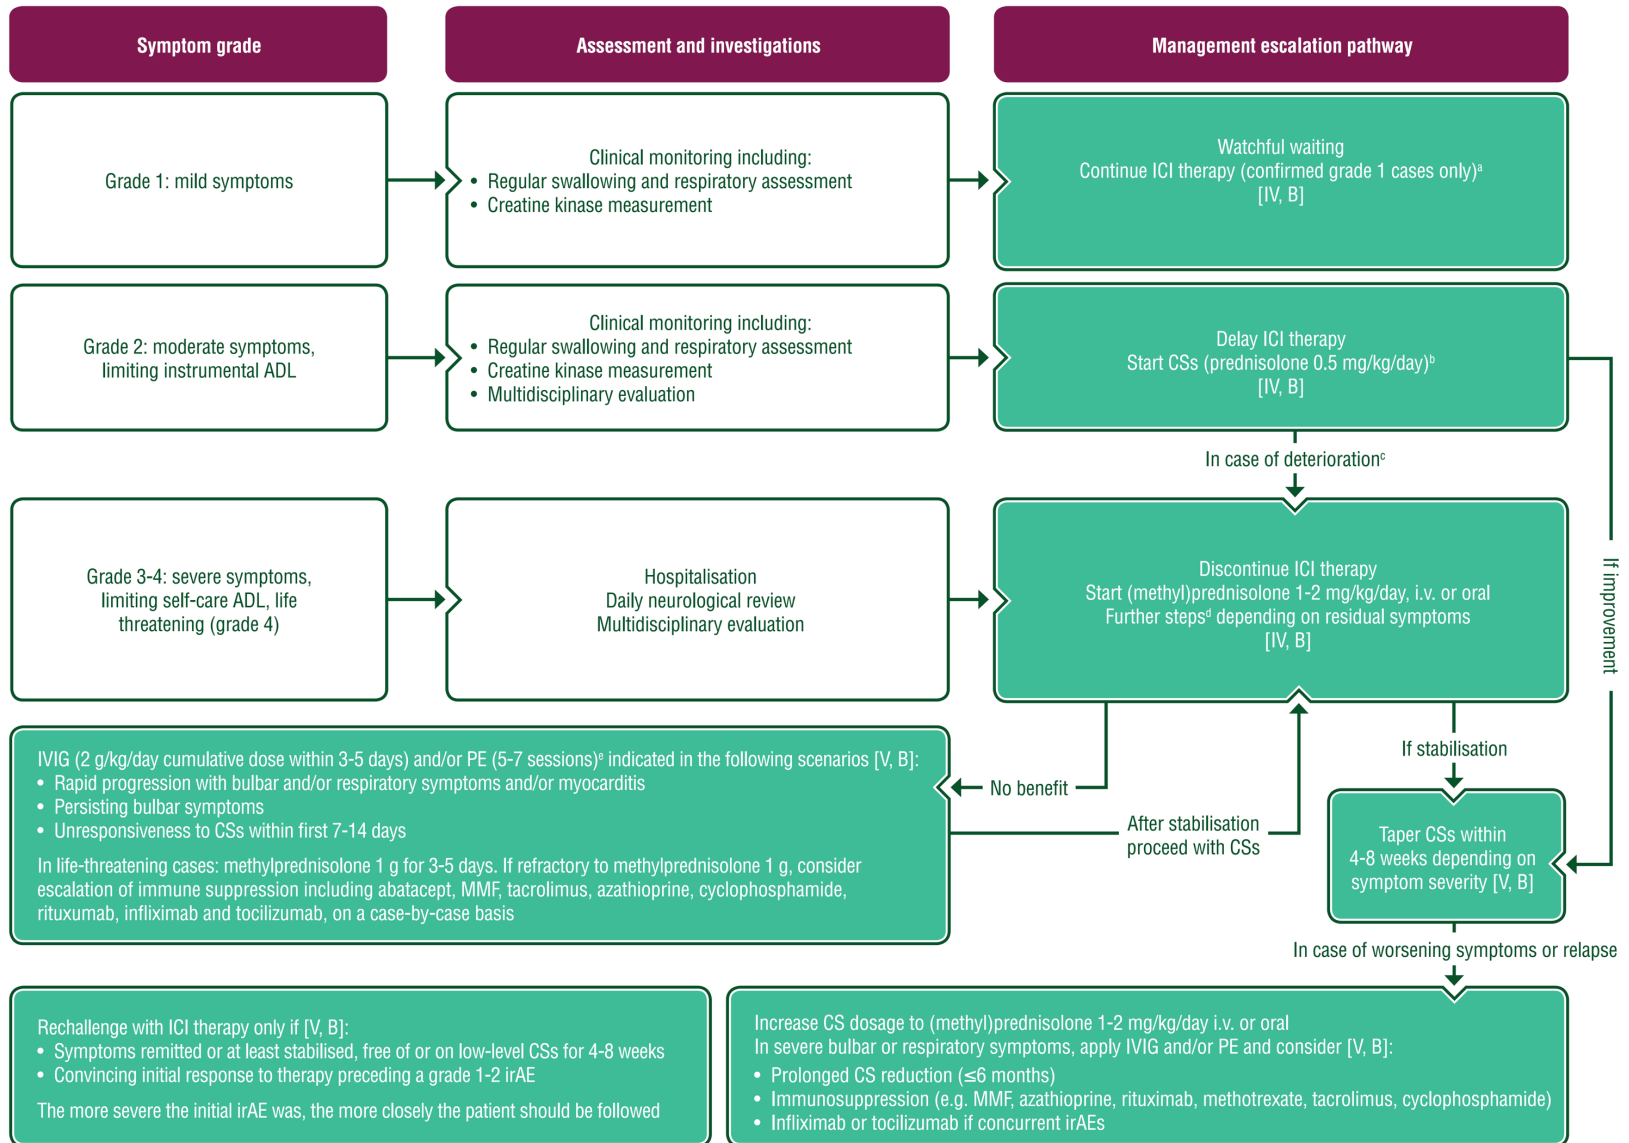 Symptom grade
Assessment and investigations
Management escalation pathway
Grade 1: mild symptoms
Clinical monitoring including:
• Regular swallowing and respiratory assessment
• Creatine kinase measurement
Watchful waiting
Continue ICI therapy (confirmed grade 1 cases only)a
[IV, B]
Grade 2: moderate symptoms,
limiting instrumental ADL
Clinical monitoring including:
• Regular swallowing and respiratory assessment
• Creatine kinase measurement
• Multidisciplinary evaluation
Delay ICI therapy
Start CSs (prednisolone 0.5 mg/kg/day)b
[IV, B]
In case of deteriorationc
If improvement
Grade 3-4: severe symptoms,
limiting self-care ADL, life
threatening (grade 4)
Hospitalisation
Daily neurological review
Multidisciplinary evaluation
Discontinue ICI therapy
Start (methyl)prednisolone 1-2 mg/kg/day, i.v. or oral
Further stepsd depending on residual symptoms
[IV, B]
IVIG (2 g/kg/day cumulative dose within 3-5 days) and/or PE (5-7 sessions)e indicated in the following scenarios [V, B]:
• Rapid progression with bulbar and/or respiratory symptoms and/or myocarditis
• Persisting bulbar symptoms
• Unresponsiveness to CSs within first 7-14 days
In life-threatening cases: methylprednisolone 1 g for 3-5 days. If refractory to methylprednisolone 1 g, consider
escalation of immune suppression including abatacept, MMF, tacrolimus, azathioprine, cyclophosphamide,
rituxumab, infliximab and tocilizumab, on a case-by-case basis
No benefit
After stabilisation
proceed with CSs
If stabilisation
Taper CSs within
4-8 weeks depending on
symptom severity [V, B]
In case of worsening symptoms or relapse
Rechallenge with ICI therapy only if [V, B]:
• Symptoms remitted or at least stabilised, free of or on low-level CSs for 4-8 weeks
• Convincing initial response to therapy preceding a grade 1-2 irAE
The more severe the initial irAE was, the more closely the patient should be followed
Increase CS dosage to (methyl)prednisolone 1-2 mg/kg/day i.v. or oral
In severe bulbar or respiratory symptoms, apply IVIG and/or PE and consider [V, B]:
• Prolonged CS reduction (≤6 months)
• Immunosuppression (e.g. MMF, azathioprine, rituximab, methotrexate, tacrolimus, cyclophosphamide)
• Infliximab or tocilizumab if concurrent irAEs